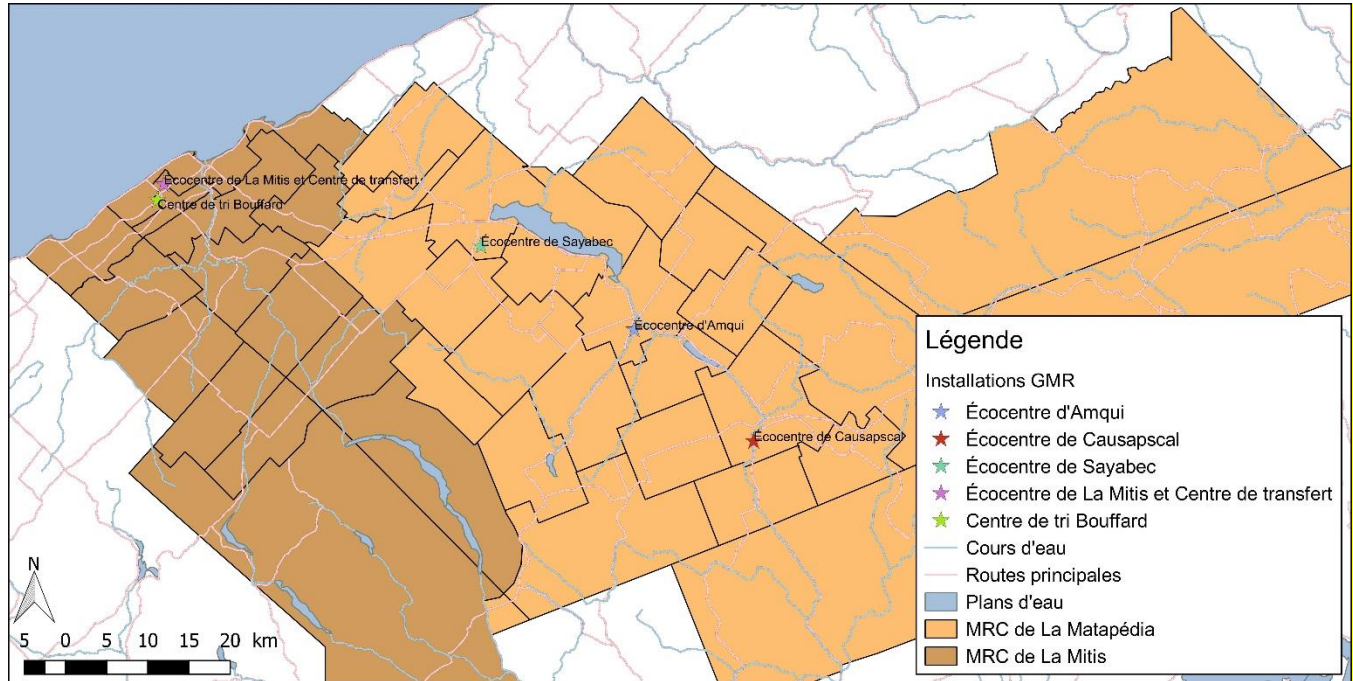 Écocentre de La Mitis et Centre de transfert
Centre de tri Bouffard
Écocentre de Sayabec
Écocentre d'Amqui
Écocentre de Causapscal
N
5 0 5 10 15 20 km
Légende
Installations GMR
Écocentre d'Amqui
Écocentre de Causapscal
Écocentre de Sayabec
Écocentre de La Mitis et Centre de transfert
Centre de tri Bouffard
Cours d'eau
Routes principales
Plans d'eau
MRC de La Matapédia
MRC de La Mitis